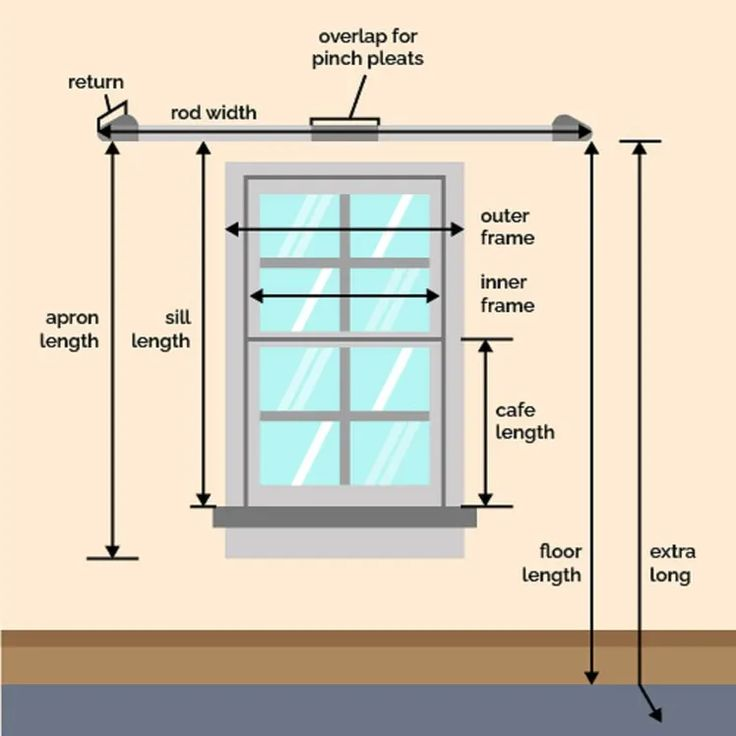 overlap for
pinch pleats
return
rod width
outer
frame
inner
frame
apron
length
sill
length
cafe
length
floor
length
extra
long